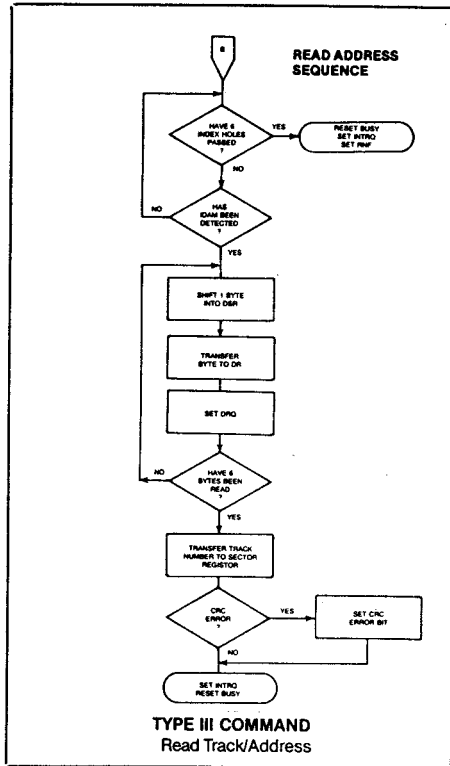 6
READ ADDRESS
SEQUENCE
HAVE 6
INDEX HOLES
PASSED
?
YES
RESET BUSY
SET INTRQ
SET RNF
NO
HAS
IDAM BEEN
DETECTED
?
NO
YES
SHIFT 1 BYTE
INTO DSR
TRANSFER
BYTE TO DR
SET DRQ
HAVE 6
BYTES BEEN
READ
?
NO
YES
TRANSFER TRACK
NUMBER TO SECTOR
REGISTOR
CRC
ERROR
?
YES
SET CRC
ERROR BIT
NO
SET INTRQ
RESET BUSY
TYPE III COMMAND
Read Track/Address